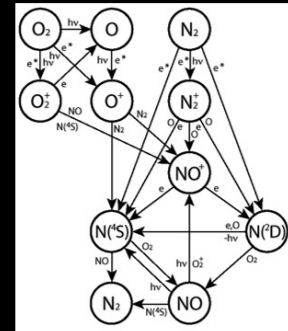 O₂ hν O N₂
hν e*
e* hν hν e* e* e* hν e*
O₂⁺ e O⁺ N₂⁺
NO N₂ O e e O
N(⁴S) N₂ O
NO⁺
e e
N(⁴S) e,O N(²D)
-hν
O₂ O₂
NO hν O₂⁺
hν
N₂ N(⁴S) NO